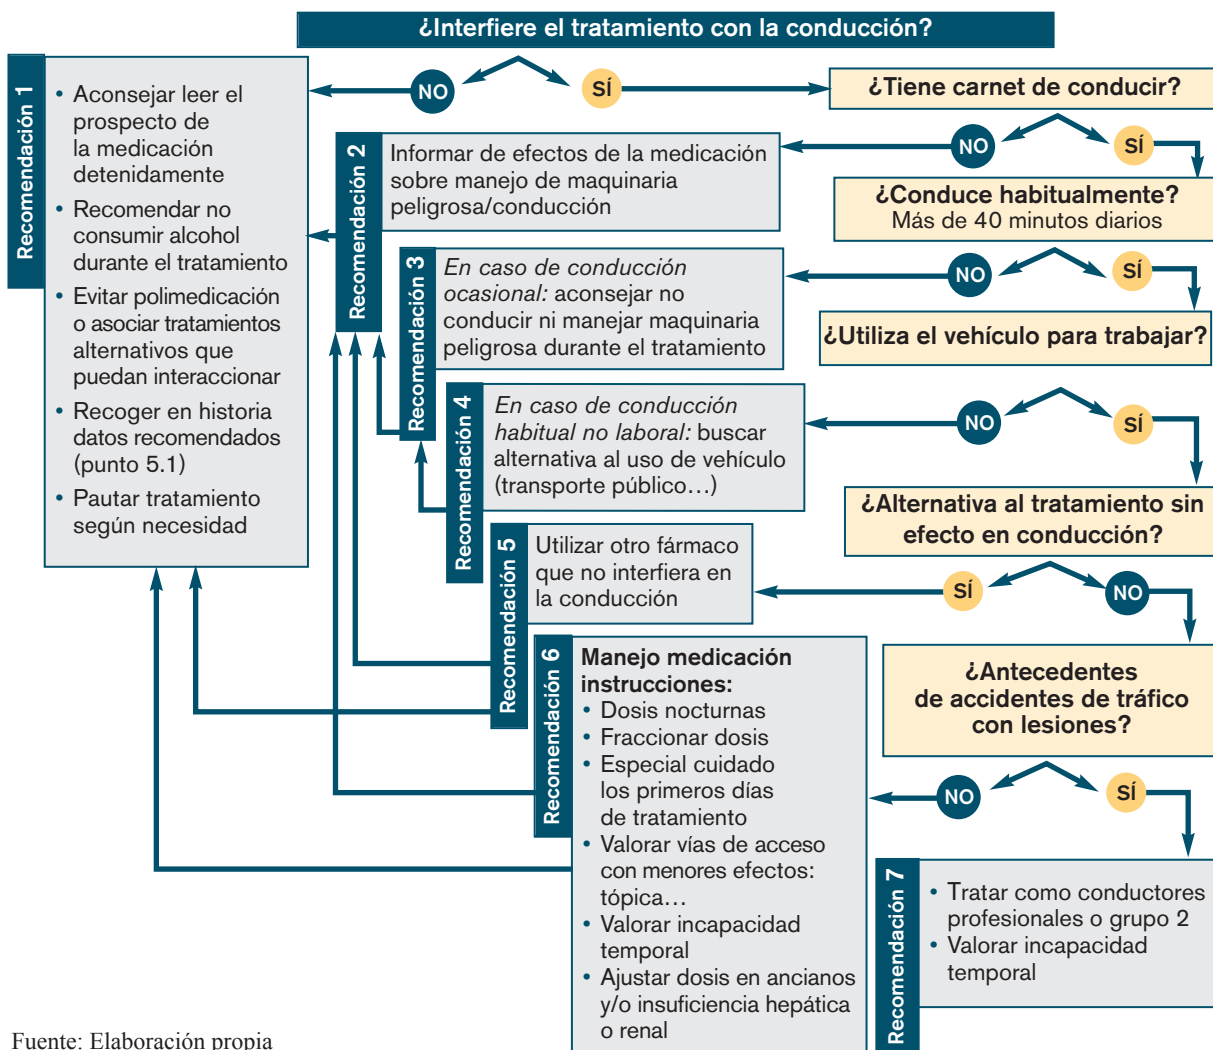 ¿Interfiere el tratamiento con la conducción?
NO
SÍ
¿Tiene carnet de conducir?
Recomendación 1
• Aconsejar leer el
prospecto de
la medicación
detenidamente
• Recomendar no
consumir alcohol
durante el tratamiento
• Evitar polimedicación
o asociar tratamientos
alternativos que
puedan interaccionar
• Recoger en historia
datos recomendados
(punto 5.1)
• Pautar tratamiento
según necesidad
NO
SÍ
Recomendación 2
Informar de efectos de la medicación
sobre manejo de maquinaria
peligrosa/conducción
¿Conduce habitualmente?
Más de 40 minutos diarios
NO
SÍ
Recomendación 3
En caso de conducción
ocasional: aconsejar no
conducir ni manejar maquinaria
peligrosa durante el tratamiento
¿Utiliza el vehículo para trabajar?
NO
SÍ
Recomendación 4
En caso de conducción
habitual no laboral: buscar
alternativa al uso de vehículo
(transporte público…)
¿Alternativa al tratamiento sin
efecto en conducción?
SÍ
NO
Recomendación 5
Utilizar otro fármaco
que no interfiera en
la conducción
¿Antecedentes
de accidentes de tráfico
con lesiones?
NO
SÍ
Recomendación 6
Manejo medicación
instrucciones:
• Dosis nocturnas
• Fraccionar dosis
• Especial cuidado
los primeros días
de tratamiento
• Valorar vías de acceso
con menores efectos:
tópica…
• Valorar incapacidad
temporal
• Ajustar dosis en ancianos
y/o insuficiencia hepática
o renal
Recomendación 7
• Tratar como conductores
profesionales o grupo 2
• Valorar incapacidad
temporal
Fuente: Elaboración propia